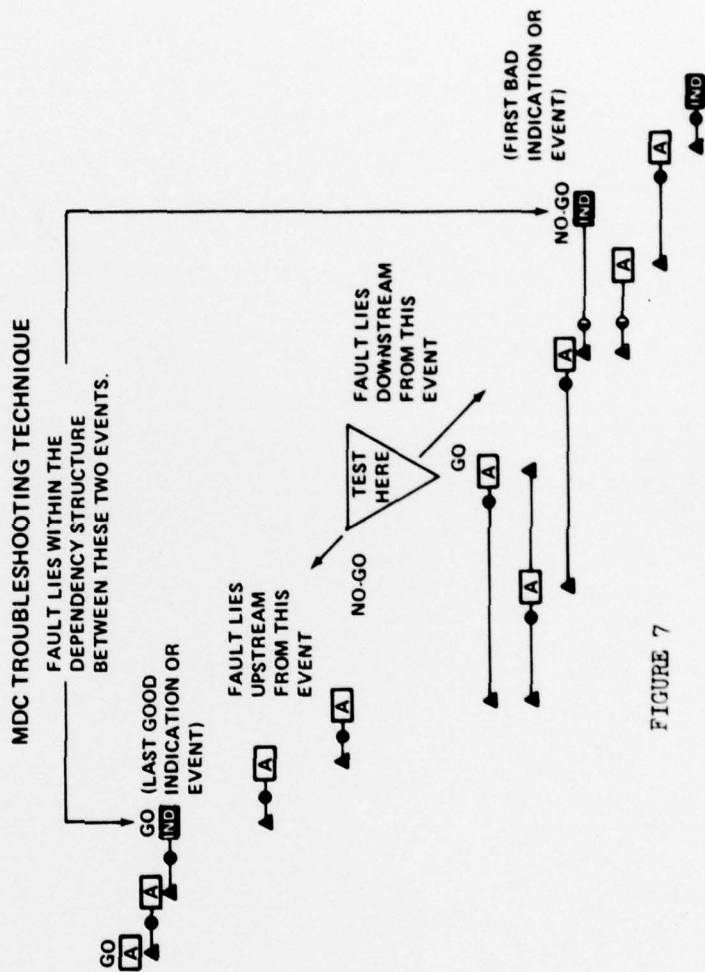 MDC TROUBLESHOOTING TECHNIQUE
FAULT LIES WITHIN THE
DEPENDENCY STRUCTURE
BETWEEN THESE TWO EVENTS.
GO
A
A
GO
IND
(LAST GOOD
INDICATION OR
EVENT)
A
FAULT LIES
UPSTREAM
FROM THIS
EVENT
A
NO-GO
TEST
HERE
FAULT LIES
DOWNSTREAM
FROM THIS
EVENT
GO
A
A
A
NO-GO
IND
(FIRST BAD
INDICATION OR
EVENT)
A
A
IND
FIGURE 7